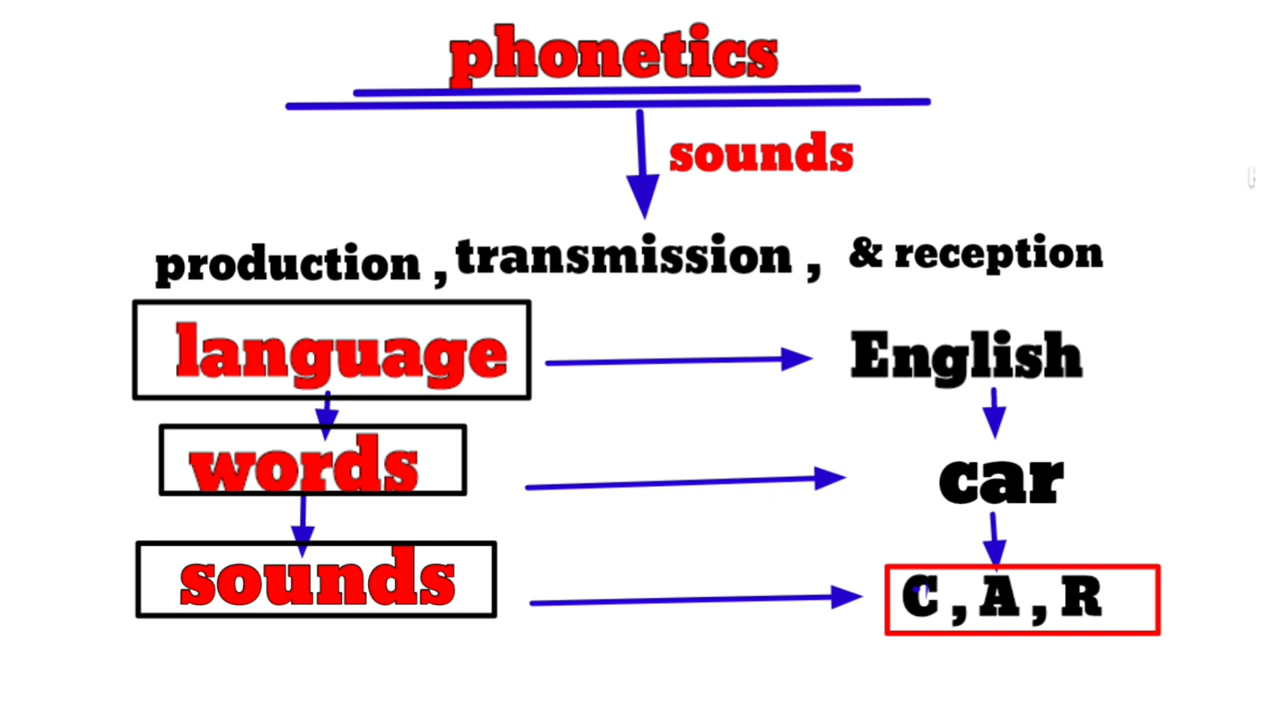 phonetics
sounds
production , transmission , & reception
language English
words car
sounds C , A , R